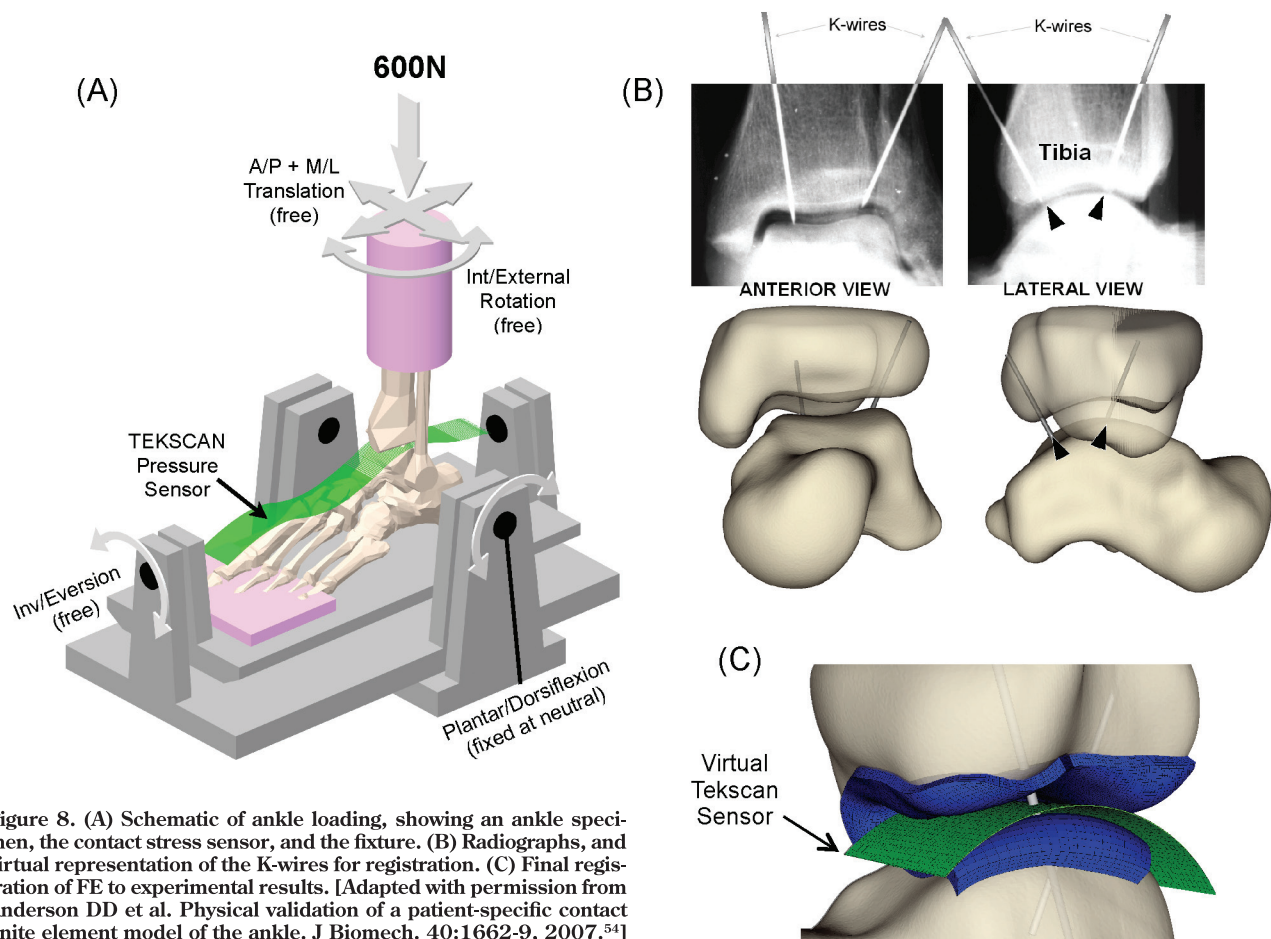 (A)
600N
A/P + M/L
Translation
(free)
Int/External
Rotation
(free)
TEKSCAN
Pressure
Sensor
Inv/Eversion
(free)
Plantar/Dorsiflexion
(fixed at neutral)
(B)
K-wires
K-wires
Tibia
ANTERIOR VIEW
LATERAL VIEW
(C)
Virtual
Tekscan
Sensor
igure 8. (A) Schematic of ankle loading, showing an ankle speci-
men, the contact stress sensor, and the fixture. (B) Radiographs, and
irtual representation of the K-wires for registration. (C) Final regis-
ration of FE to experimental results. [Adapted with permission from
Anderson DD et al. Physical validation of a patient-specific contact
nite element model of the ankle. J Biomech. 40:1662-9, 2007.54]